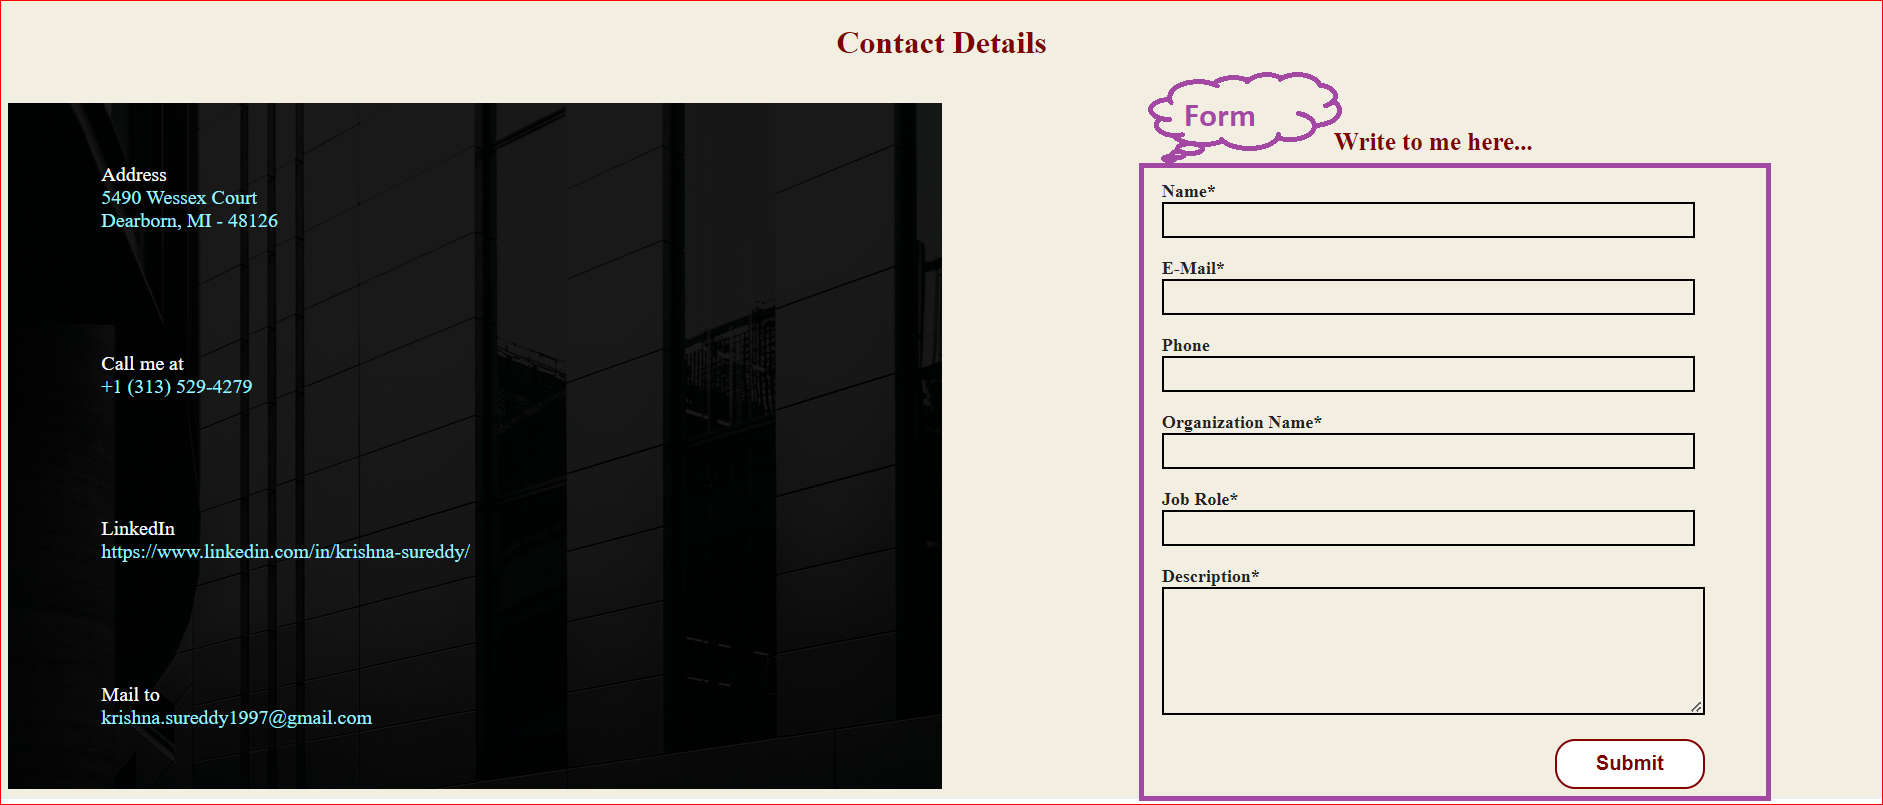 Contact Details
Address
5490 Wessex Court
Dearborn, MI - 48126
Call me at
+1 (313) 529-4279
LinkedIn
https://www.linkedin.com/in/krishna-sureddy/
Mail to
krishna.sureddy1997@gmail.com
Form
Write to me here...
Name*
E-Mail*
Phone
Organization Name*
Job Role*
Description*
Submit